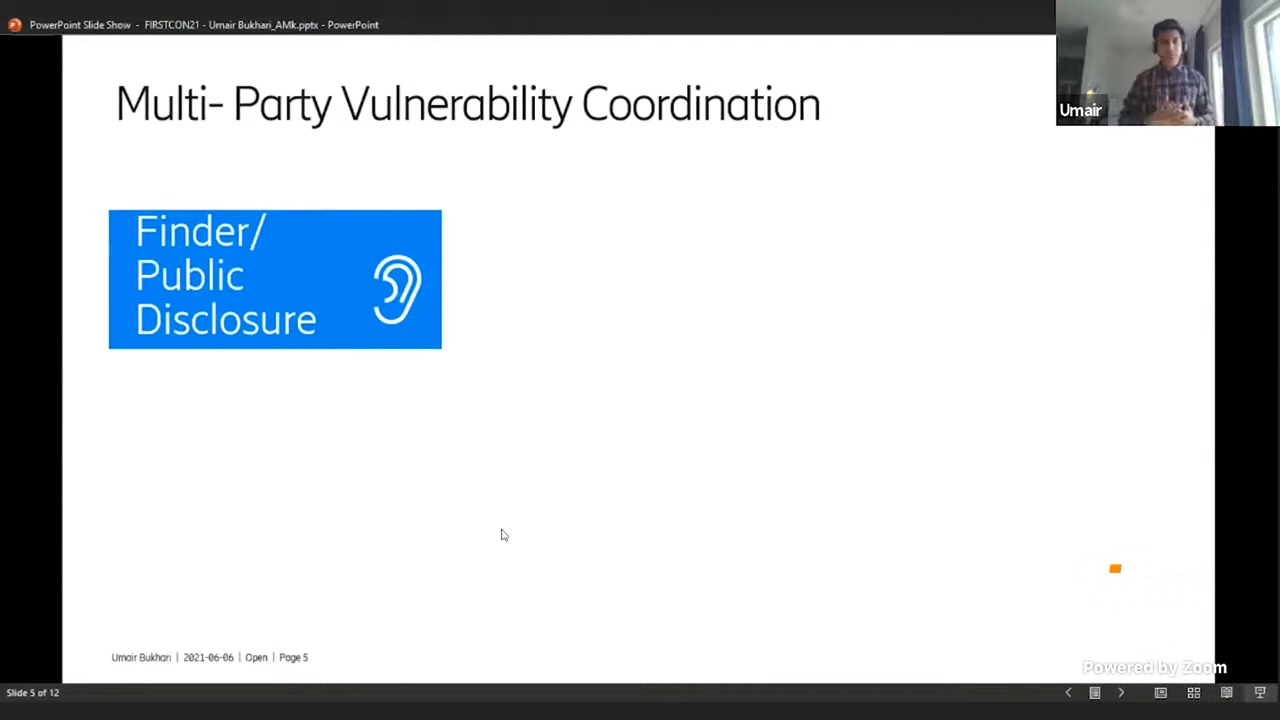 PowerPoint Slide Show - FIRSTCON21 - Umair Bukhari_AMk.pptx - PowerPoint
Umair
Multi- Party Vulnerability Coordination
Finder/
Public
Disclosure
Umair Bukhari | 2021-06-06 | Open | Page 5
Powered by Zoom
Slide 5 of 12